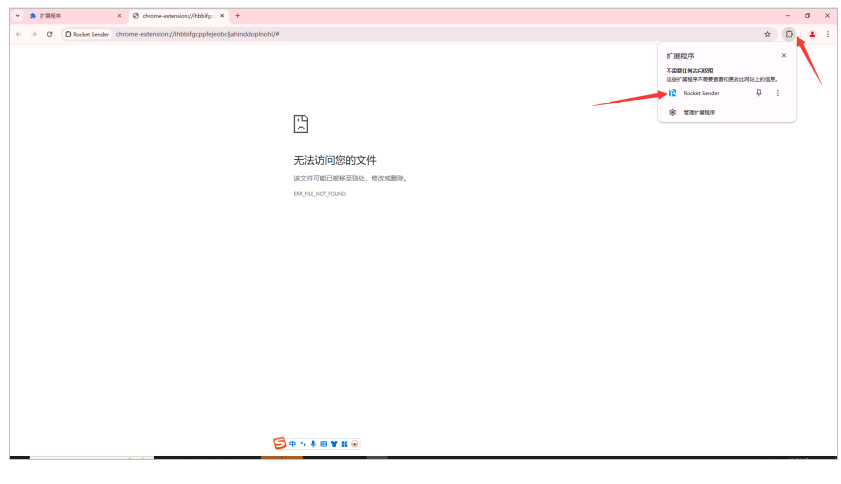 扩展程序
chrome-extension://ihbbifgc
Rocket Sender
chrome-extension://ihbbifgcppfejeobcljahinddoplnohi/#
扩展程序
不需要任何访问权限
这些扩展程序不需要查看和更改此网站上的信息。
Rocket Sender
管理扩展程序
无法访问您的文件
该文件可能已被移至别处、修改或删除。
ERR_FILE_NOT_FOUND
中